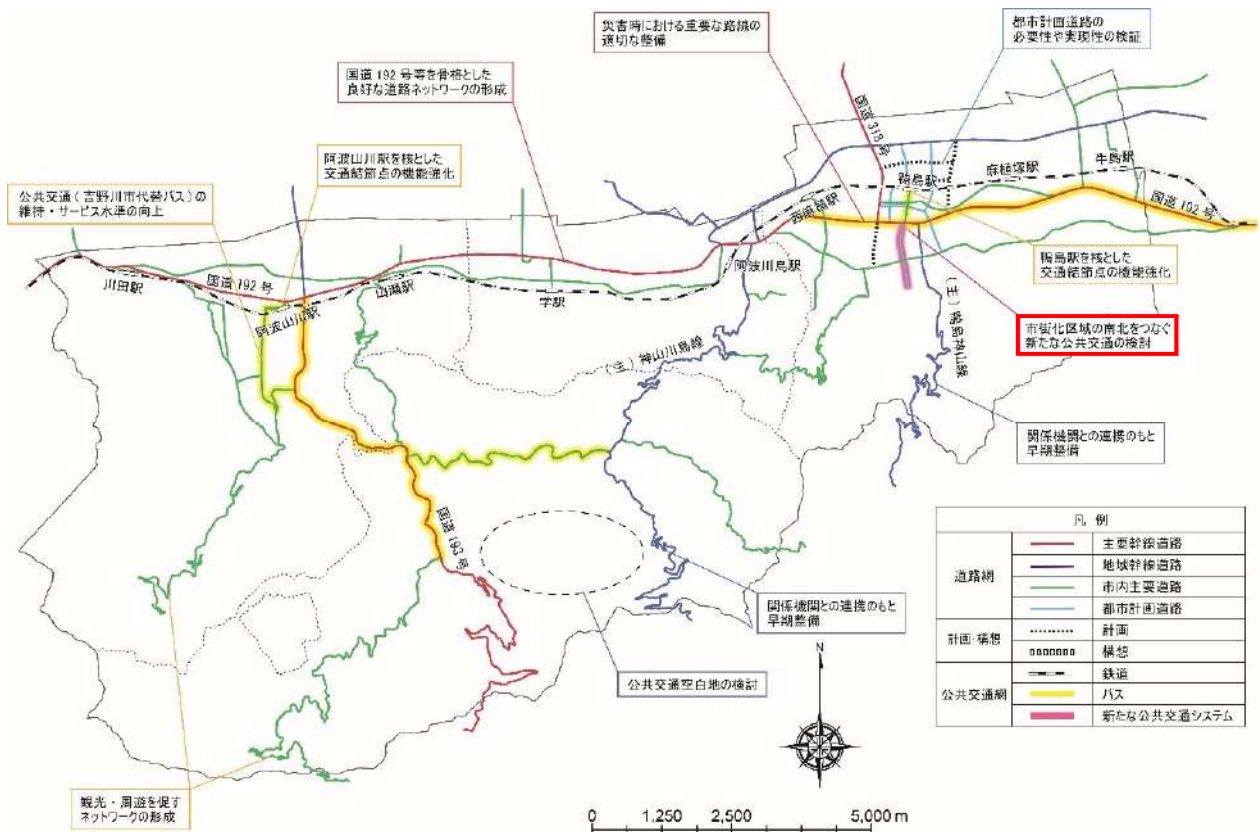 災害時における重要な路線の
適切な整備
都市計画道路の
必要性や実現性の検証
国道192号等を骨格とした
良好な道路ネットワークの形成
国道318号
阿波山川駅を核とした
交通結節点の機能強化
公共交通(吉野川市代替バス)の
維持・サービス水準の向上
鴨島駅
麻植塚駅
牛島駅
西麻植駅
国道192号
阿波川島駅
鴨島駅を核とした
交通結節点の機能強化
川田駅
国道192号
阿波山川駅
山瀬駅
学駅
(主)神山川島線
(主)鴨島神山線
市街化区域の南北をつなぐ
新たな公共交通の検討
関係機関との連携のもと
早期整備
国道193号
関係機関との連携のもと
早期整備
公共交通空白地の検討
観光・周遊を促す
ネットワークの形成
凡例
道路網
主要幹線道路
地域幹線道路
市内主要道路
都市計画道路
計画・構想
計画
構想
公共交通網
鉄道
バス
新たな公共交通システム
N
0 1,250 2,500 5,000 m